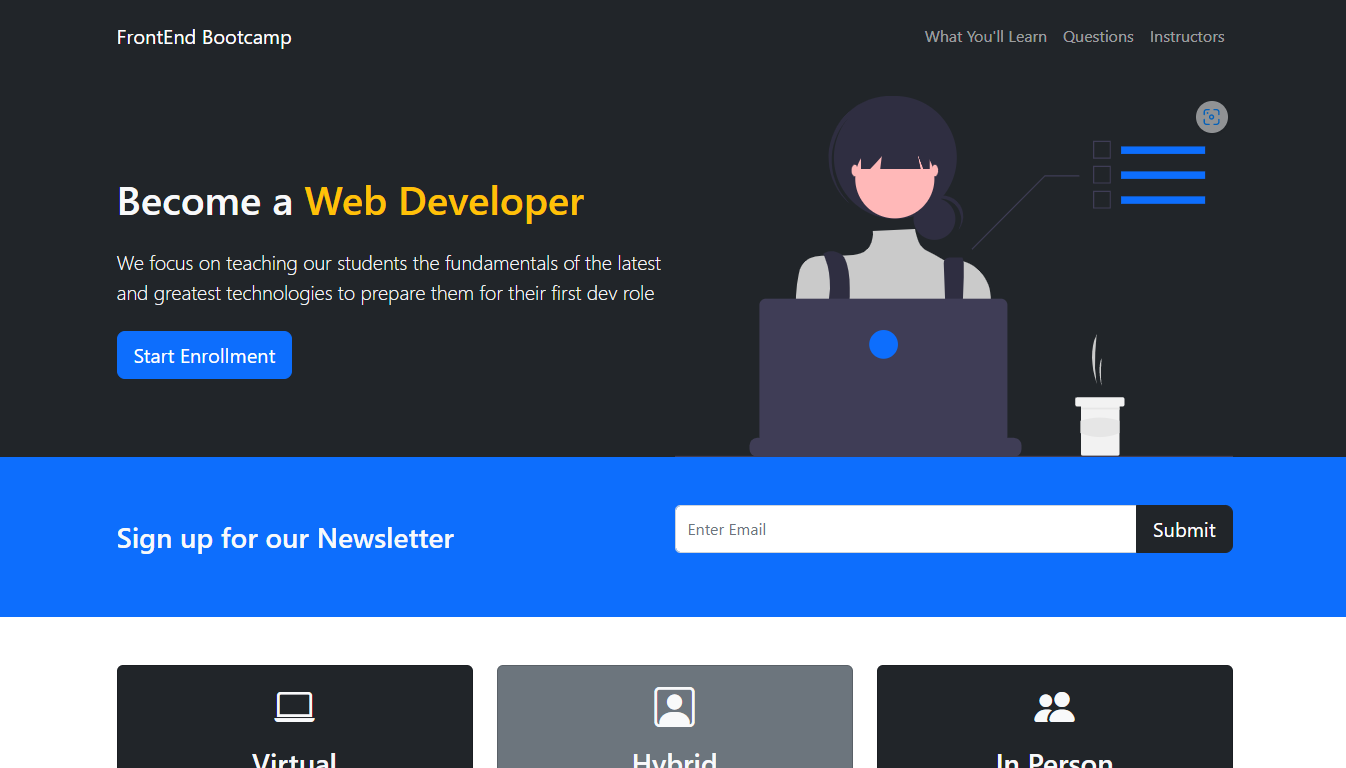 FrontEnd Bootcamp
What You'll Learn Questions Instructors
Become a Web Developer
We focus on teaching our students the fundamentals of the latest
and greatest technologies to prepare them for their first dev role
Start Enrollment
Sign up for our Newsletter
Enter Email
Submit
Virtual
Hybrid
In Person